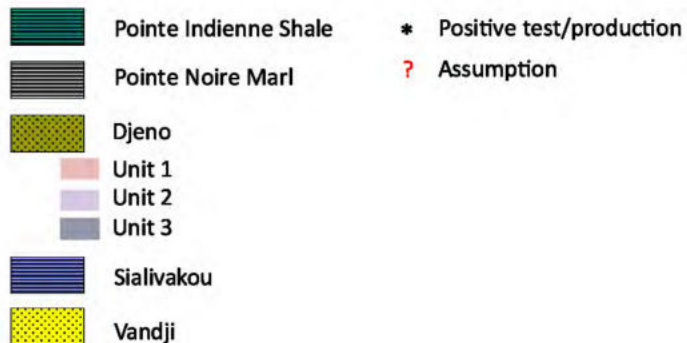 Pointe Indienne Shale
Pointe Noire Marl
Djeno
Unit 1
Unit 2
Unit 3
Sialivakou
Vandji
* Positive test/production
? Assumption